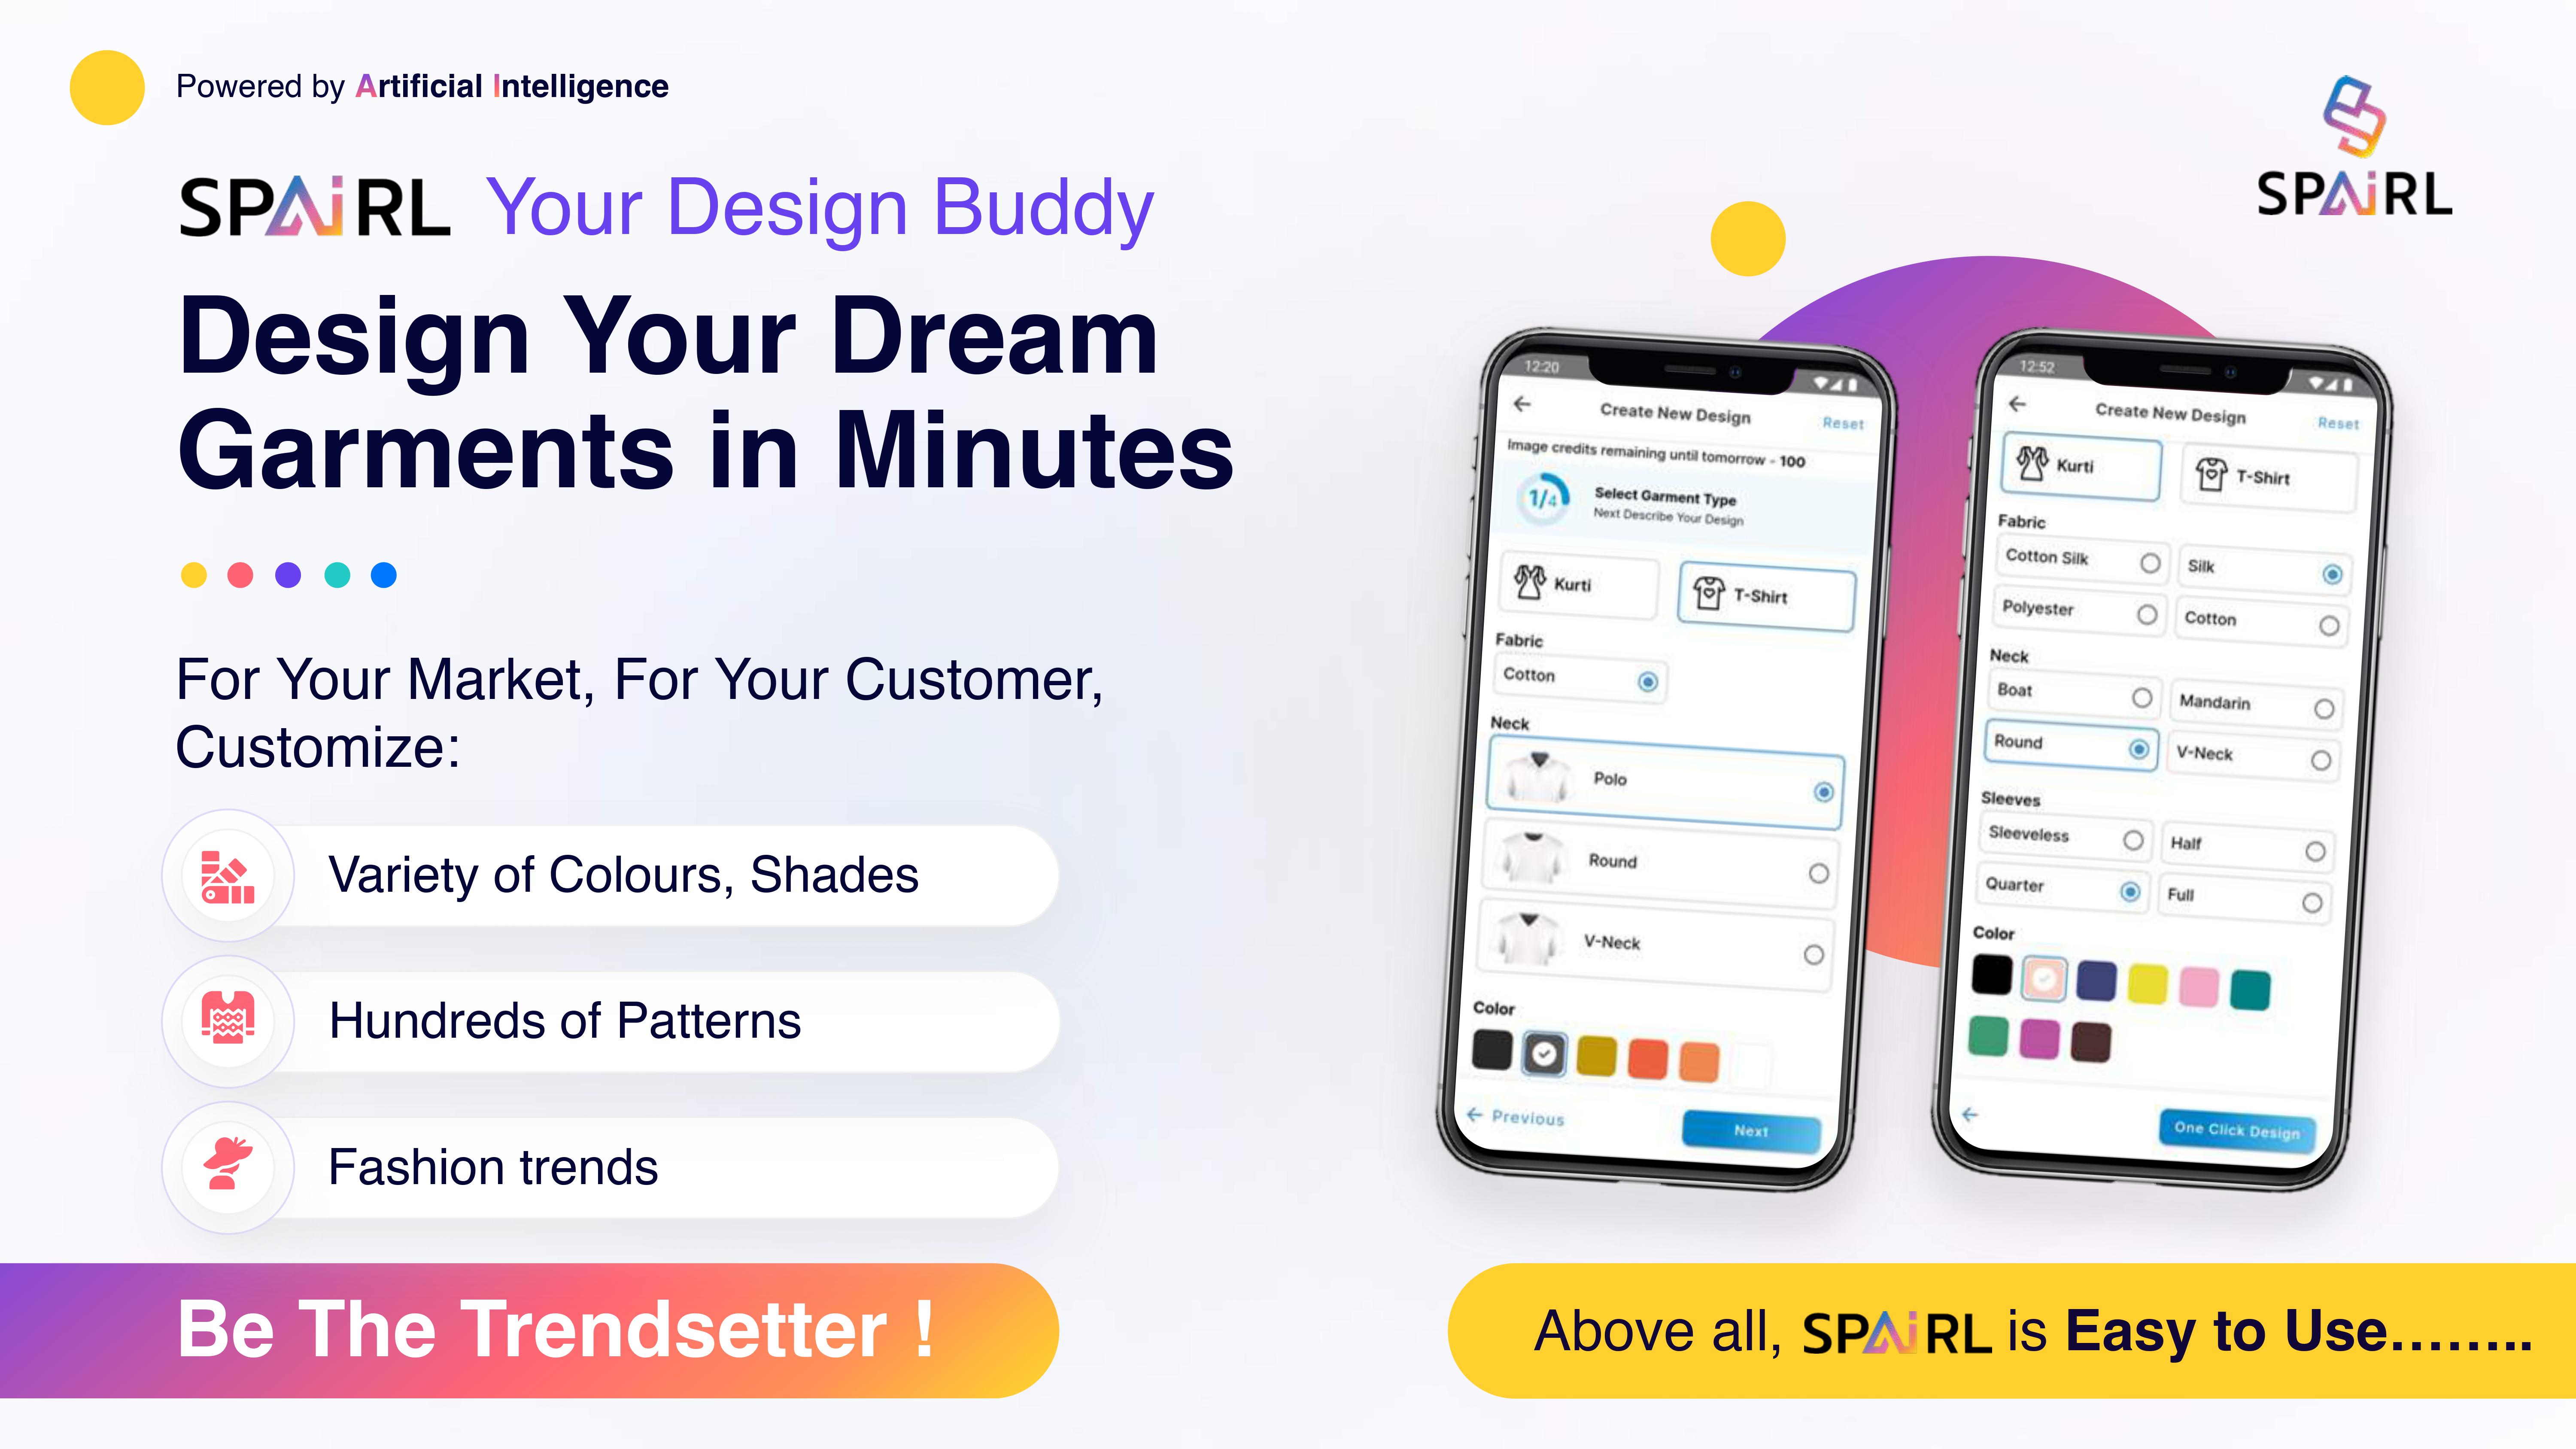 Powered by Artificial Intelligence
SPAiRL
SPAiRL Your Design Buddy
Design Your Dream
Garments in Minutes
For Your Market, For Your Customer,
Customize:
Variety of Colours, Shades
Hundreds of Patterns
Fashion trends
Be The Trendsetter !
12:20
Create New Design
Reset
Image credits remaining until tomorrow - 100
1/4
Select Garment Type
Next Describe Your Design
Kurti
T-Shirt
Fabric
Cotton
Neck
Polo
Round
V-Neck
Color
Previous
Next
12:52
Create New Design
Reset
Kurti
T-Shirt
Fabric
Cotton Silk
Silk
Polyester
Cotton
Neck
Boat
Mandarin
Round
V-Neck
Sleeves
Sleeveless
Half
Quarter
Full
Color
One Click Design
Above all, SPAiRL is Easy to Use........